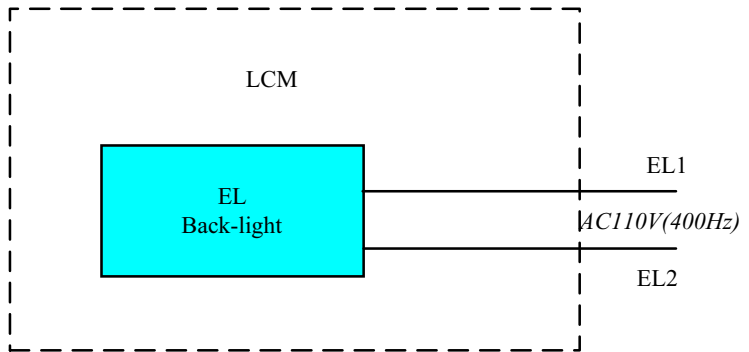 LCM
EL
Back-light
EL1
AC110V(400Hz)
EL2